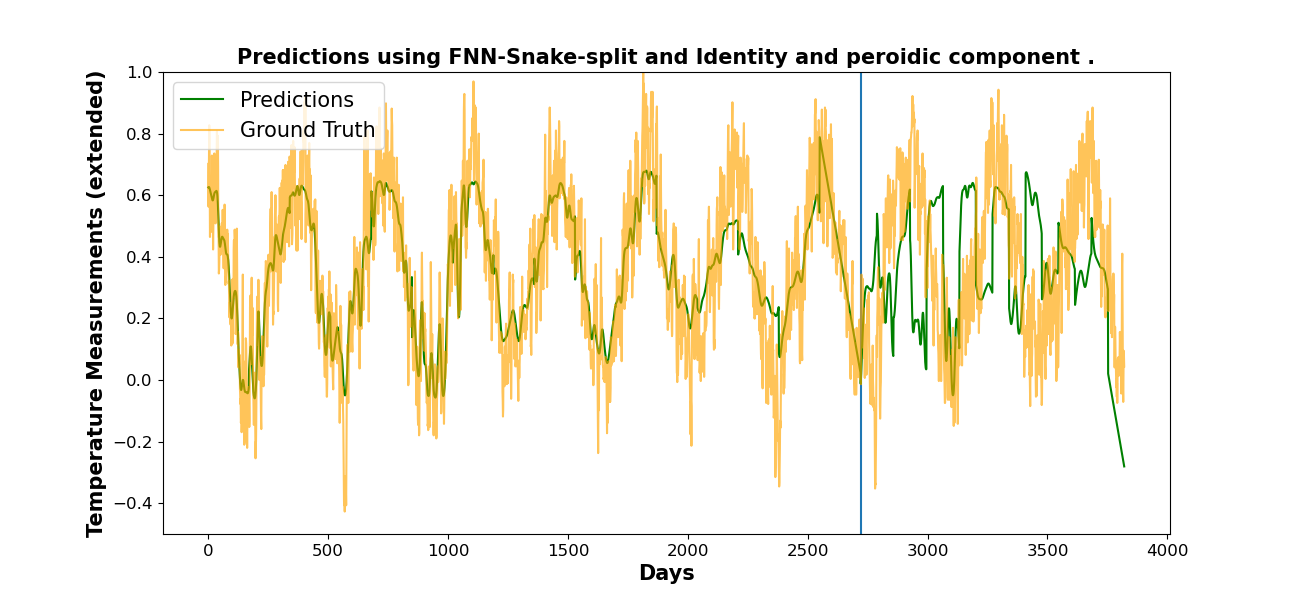 Predictions using FNN-Snake-split and Identity and peroidic component .
Temperature Measurements (extended)
1.0
0.8
0.6
0.4
0.2
0.0
−0.2
−0.4
Predictions
Ground Truth
0 500 1000 1500 2000 2500 3000 3500 4000
Days